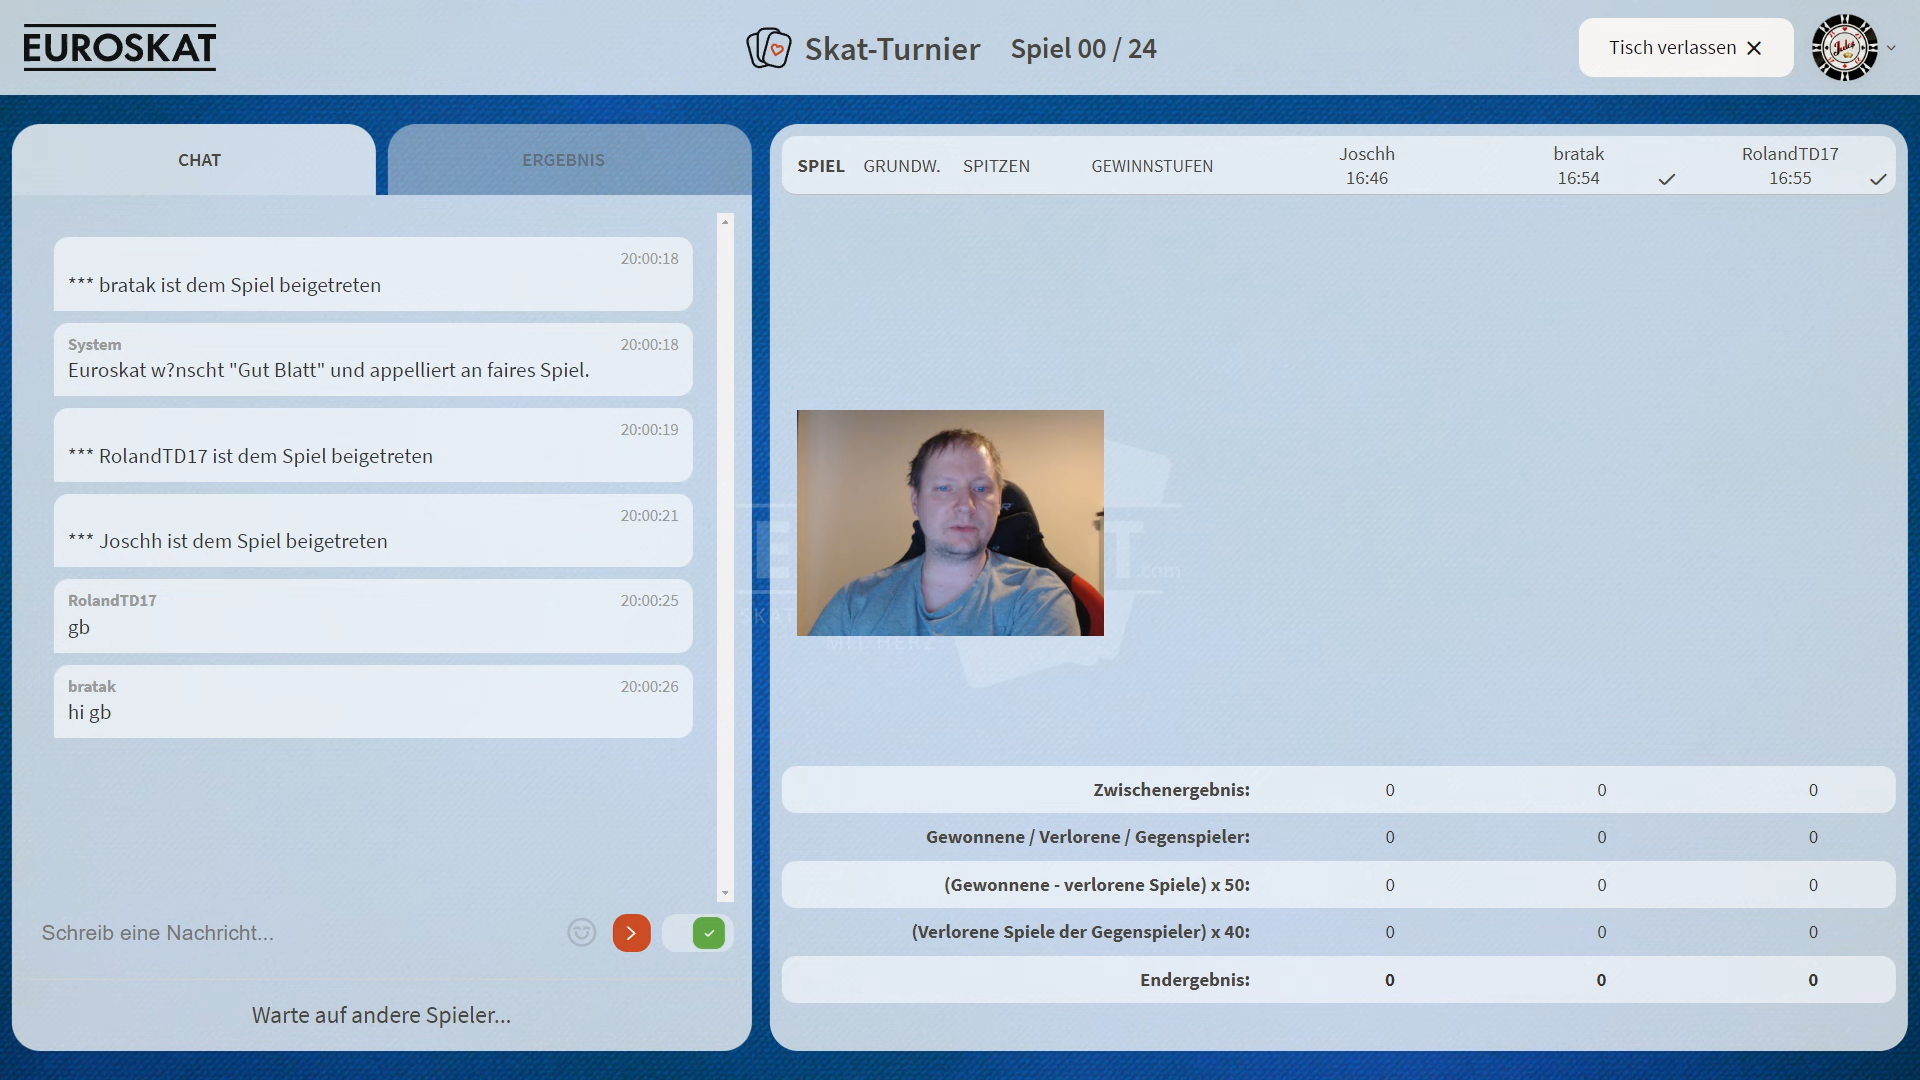 EUROSKAT
Skat-Turnier
Spiel 00 / 24
Tisch verlassen
CHAT
ERGEBNIS
20:00:18
*** bratak ist dem Spiel beigetreten
System
20:00:18
Euroskat w?nscht "Gut Blatt" und appelliert an faires Spiel.
20:00:19
*** RolandTD17 ist dem Spiel beigetreten
20:00:21
*** Joschh ist dem Spiel beigetreten
RolandTD17
20:00:25
gb
bratak
20:00:26
hi gb
Schreib eine Nachricht...
Warte auf andere Spieler...
SPIEL GRUNDW. SPITZEN GEWINNSTUFEN
Joschh
16:46
bratak
16:54
RolandTD17
16:55
.com
MIT HERZ
Zwischenergebnis: 0 0 0
Gewonnene / Verlorene / Gegenspieler: 0 0 0
(Gewonnene - verlorene Spiele) x 50: 0 0 0
(Verlorene Spiele der Gegenspieler) x 40: 0 0 0
Endergebnis: 0 0 0